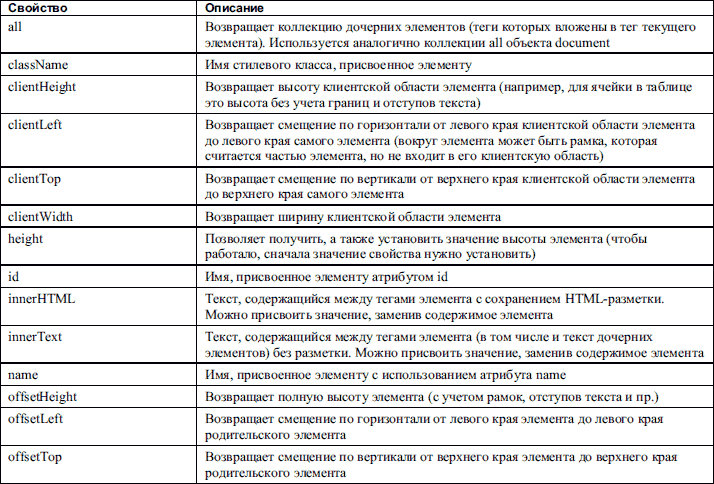 Свойство Описание
all Возвращает коллекцию дочерних элементов (теги которых вложены в тег текущего
элемента). Используется аналогично коллекции all объекта document
className Имя стилевого класса, присвоенное элементу
clientHeight Возвращает высоту клиентской области элемента (например, для ячейки в таблице
это высота без учета границ и отступов текста)
clientLeft Возвращает смещение по горизонтали от левого края клиентской области элемента
до левого края самого элемента (вокруг элемента может быть рамка, которая
считается частью элемента, но не входит в его клиентскую область)
clientTop Возвращает смещение по вертикали от верхнего края клиентской области элемента
до верхнего края самого элемента
clientWidth Возвращает ширину клиентской области элемента
height Позволяет получить, а также установить значение высоты элемента (чтобы
работало, сначала значение свойства нужно установить)
id Имя, присвоенное элементу атрибутом id
innerHTML Текст, содержащийся между тегами элемента с сохранением HTML-разметки.
Можно присвоить значение, заменив содержимое элемента
innerText Текст, содержащийся между тегами элемента (в том числе и текст дочерних
элементов) без разметки. Можно присвоить значение, заменив содержимое элемента
name Имя, присвоенное элементу с использованием атрибута name
offsetHeight Возвращает полную высоту элемента (с учетом рамок, отступов текста и пр.)
offsetLeft Возвращает смещение по горизонтали от левого края элемента до левого края
родительского элемента
offsetTop Возвращает смещение по вертикали от верхнего края элемента до верхнего края
родительского элемента